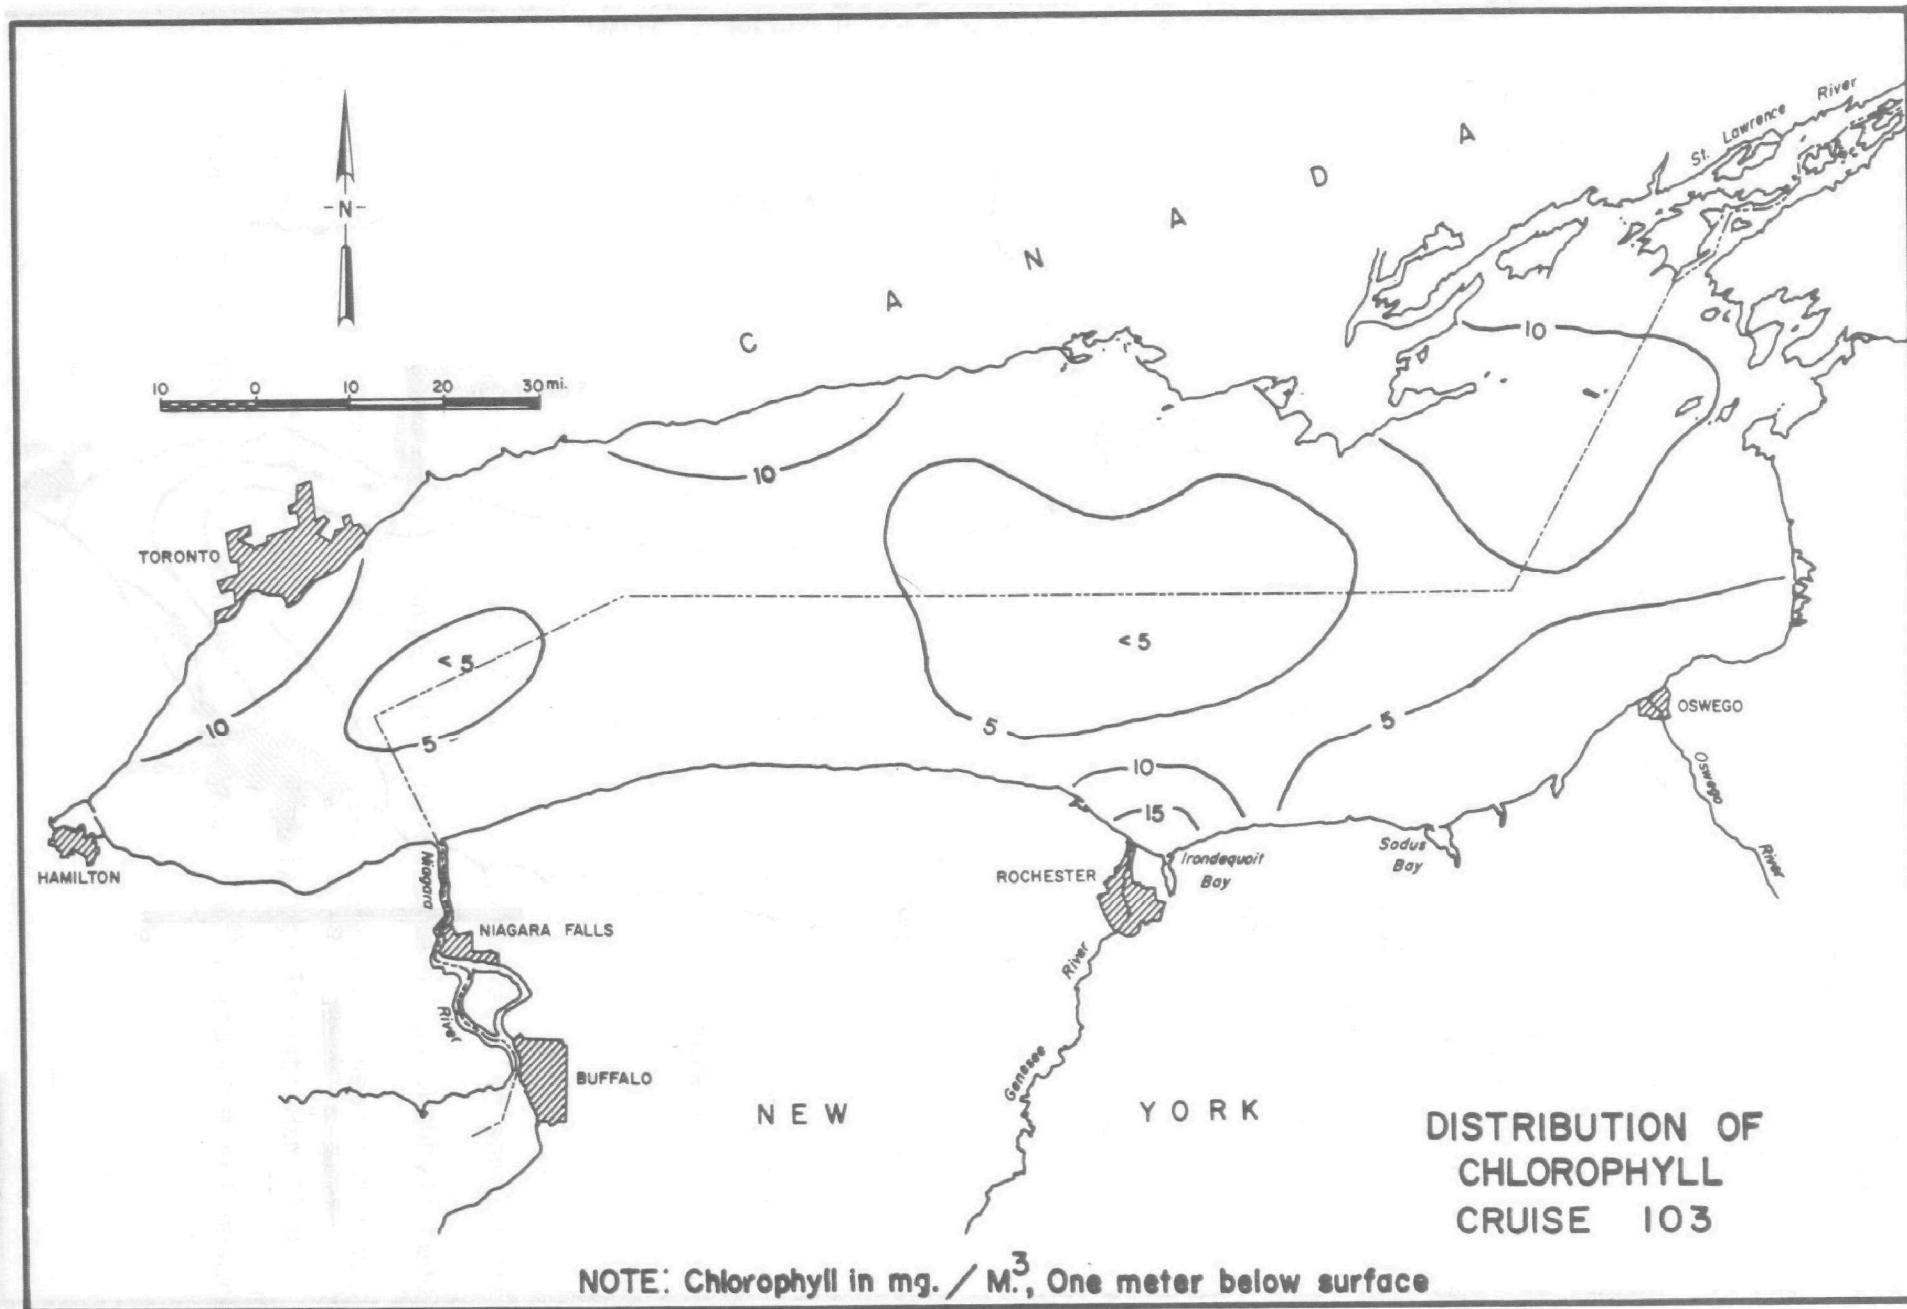 St. Lawrence River
C A N A D A
N
10 0 10 20 30 mi.
10
10
10
TORONTO
< 5
< 5
5
5
5
10
15
OSWEGO
Oswego River
HAMILTON
Niagara River
NIAGARA FALLS
BUFFALO
ROCHESTER
Irondequoit
Bay
Sodus
Bay
Genesee River
NEW YORK
DISTRIBUTION OF
CHLOROPHYLL
CRUISE 103
NOTE: Chlorophyll in mg. / M.3, One meter below surface